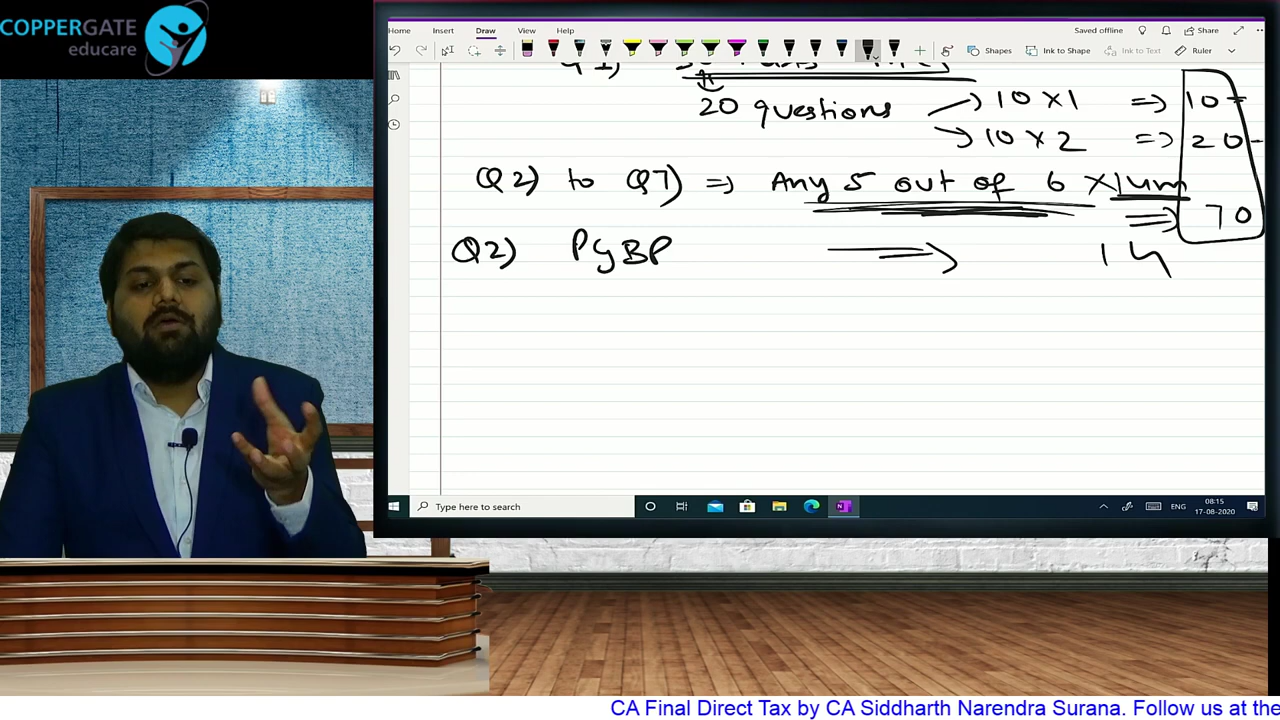 COPPERGATE
educare
Home Insert Draw View Help
Saved offline Share
Shapes Ink to Shape Ink to Text Ruler
20 questions → 10 X 1 => 10
→ 10 X 2 => 20
Q2) to Q7) => Any 5 out of 6 X 14m
=> 70
Q2) PGBP => 14
Type here to search
ENG
08:15
17-08-2020
CA Final Direct Tax by CA Siddharth Narendra Surana. Follow us at the